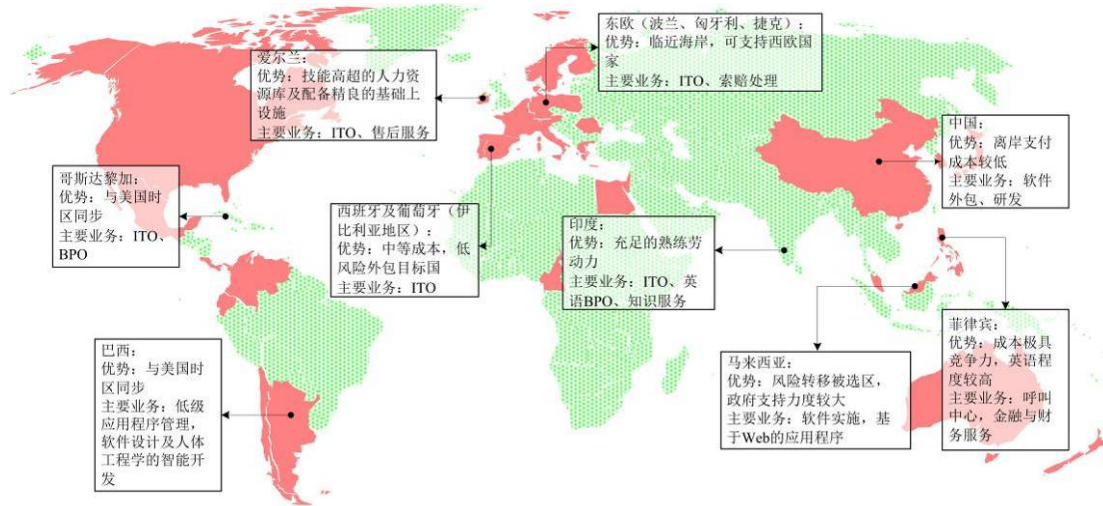 东欧（波兰、匈牙利、捷克）：
优势：临近海岸，可支持西欧国
家
主要业务：ITO、索赔处理
爱尔兰：
优势：技能高超的人力资
源库及配备精良的基础上
设施
主要业务：ITO、售后服务
中国：
优势：离岸支付
成本较低
主要业务：软件
外包、研发
哥斯达黎加：
优势：与美国时
区同步
主要业务：ITO、
BPO
西班牙及葡萄牙（伊
比利亚地区）：
优势：中等成本，低
风险外包目标国
主要业务：ITO
印度：
优势：充足的熟练劳
动力
主要业务：ITO、英
语BPO、知识服务
菲律宾：
优势：成本极具
竞争力，英语程
度较高
主要业务：呼叫
中心，金融与财
务服务
马来西亚：
优势：风险转移被选区，
政府支持力度较大
主要业务：软件实施，基
于Web的应用程序
巴西：
优势：与美国时
区同步
主要业务：低级
应用程序管理，
软件设计及人体
工程学的智能开
发